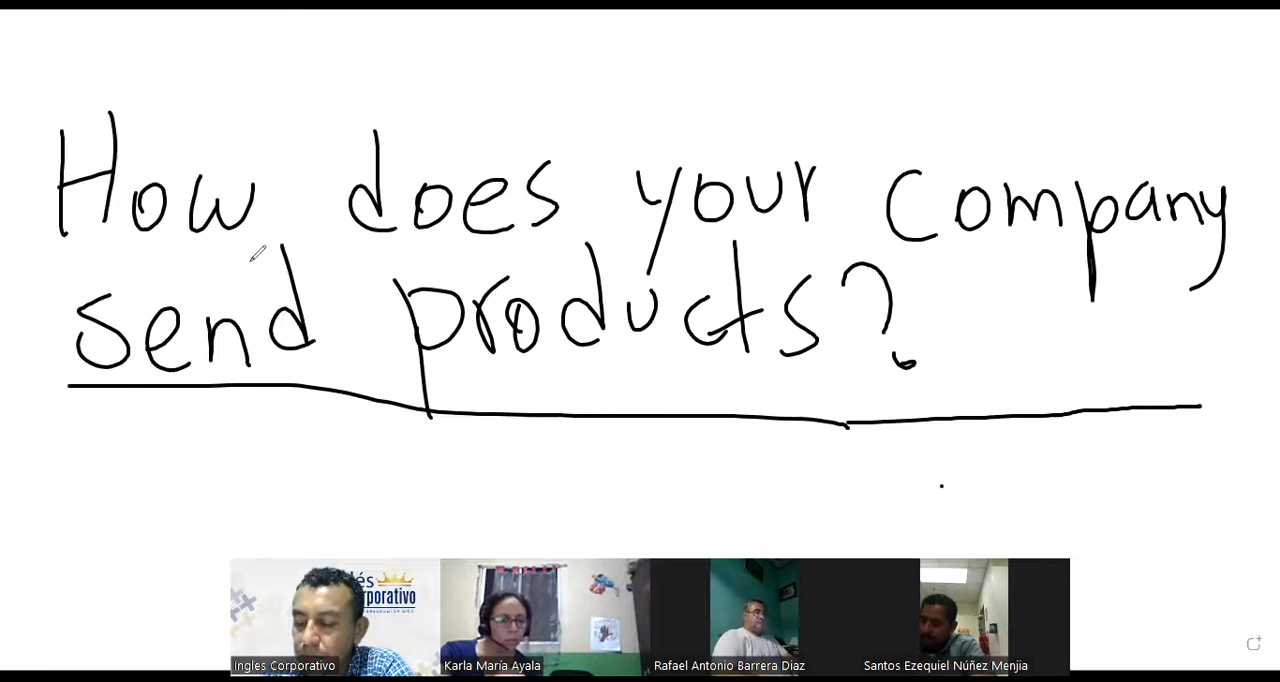 How does your company
send products?
orporativo
Ingles Corporativo
Karla María Ayala
Rafael Antonio Barrera Diaz
Santos Ezequiel Núñez Menjia